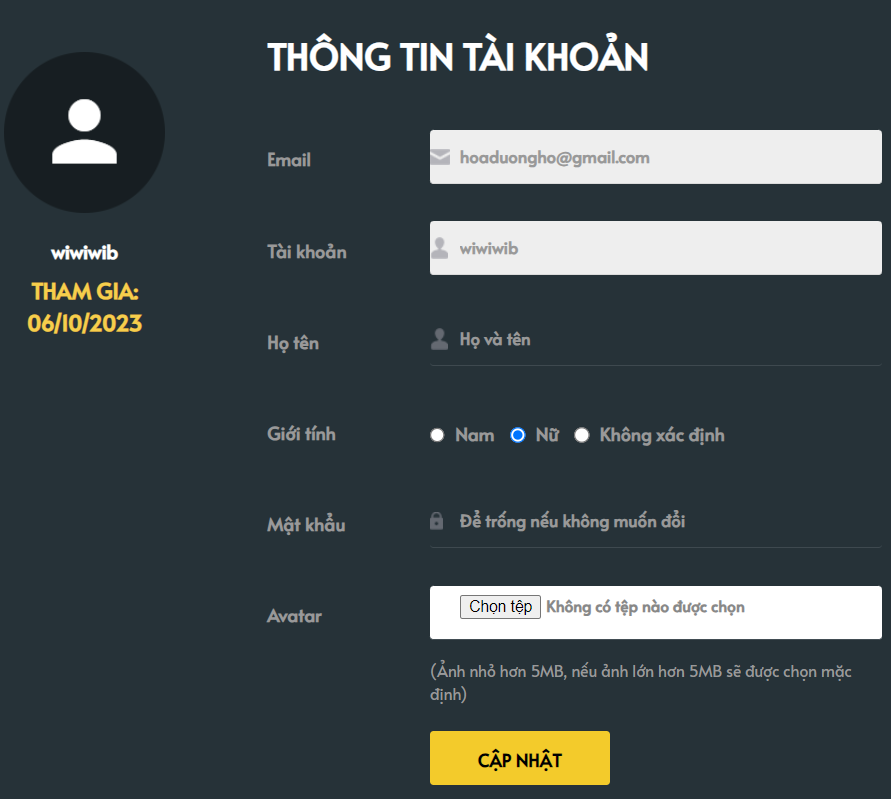 THÔNG TIN TÀI KHOẢN
wiwiwib
THAM GIA:
06/10/2023
Email
hoaduongho@gmail.com
Tài khoản
wiwiwib
Họ tên
Họ và tên
Giới tính
Nam Nữ Không xác định
Mật khẩu
Để trống nếu không muốn đổi
Avatar
Chọn tệp Không có tệp nào được chọn
(Ảnh nhỏ hơn 5MB, nếu ảnh lớn hơn 5MB sẽ được chọn mặc
định)
CẬP NHẬT